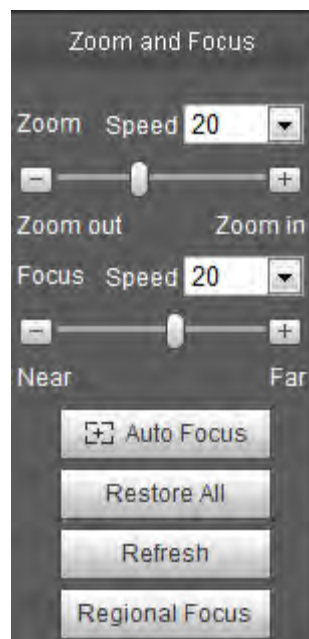 Zoom and Focus
Zoom Speed 20
Zoom out Zoom in
Focus Speed 20
Near Far
Auto Focus
Restore All
Refresh
Regional Focus